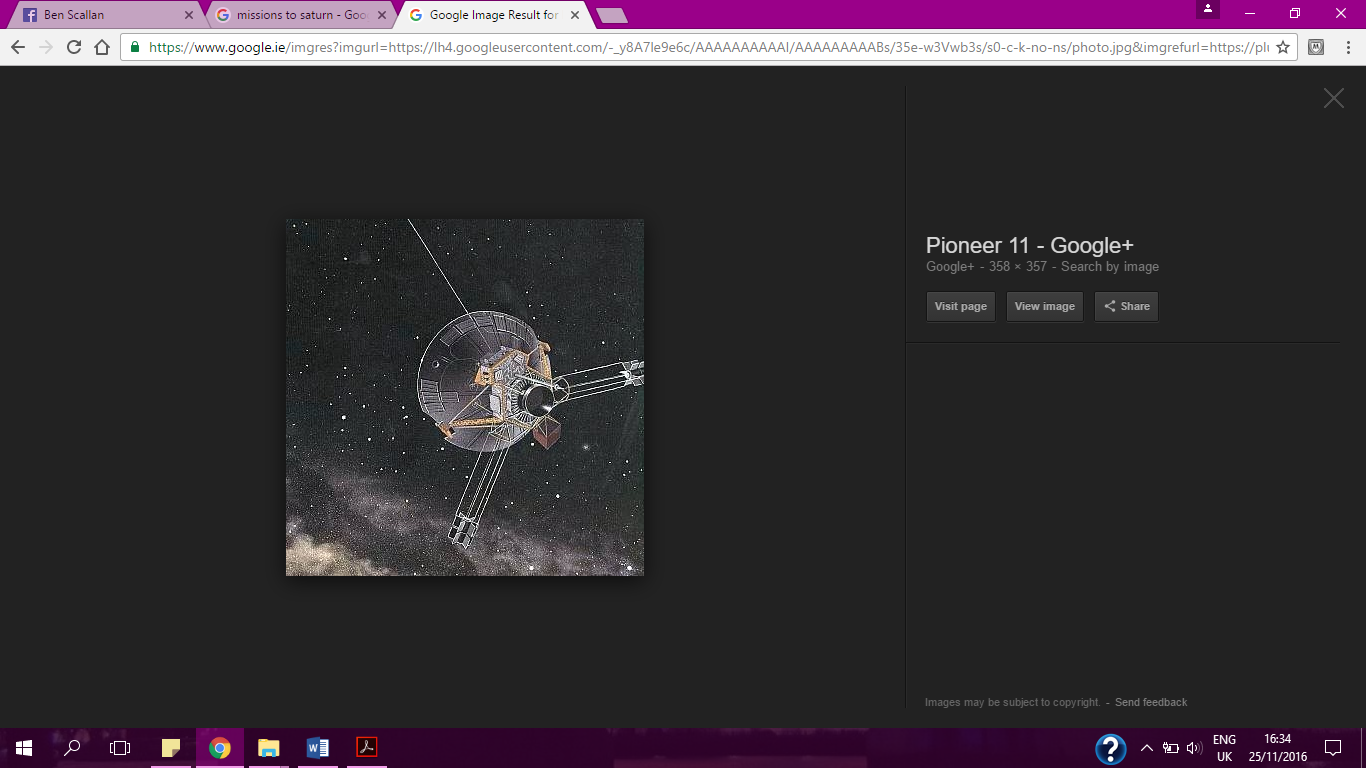 Ben Scallan
missions to saturn - Goo
Google Image Result for
https://www.google.ie/imgres?imgurl=https://lh4.googleusercontent.com/-_y8A7le9e6c/AAAAAAAAAAI/AAAAAAAAABs/35e-w3Vwb3s/s0-c-k-no-ns/photo.jpg&imgrefurl=https://plu
Pioneer 11 - Google+
Google+ - 358 × 357 - Search by image
Visit page
View image
Share
Images may be subject to copyright. - Send feedback
ENG
UK
16:34
25/11/2016